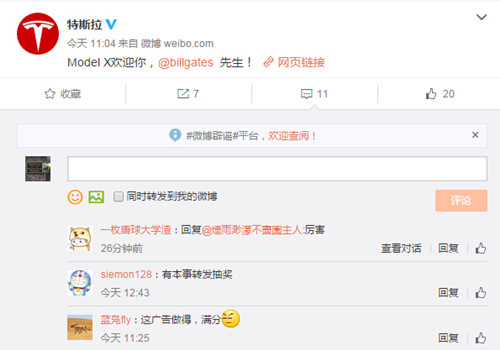 特斯拉
今天 11:04 来自 微博 weibo.com
Model X欢迎你，@billgates 先生！ 网页链接
收藏 7 11 20
#微博辟谣#平台，欢迎查阅！
同时转发到我的微博 评论
一枚唐球大学渣：回复@煙雨渺濛不晝圍主人:厉害
26分钟前 查看对话 回复
siemon128：有本事转发抽奖
今天 12:43 回复
蓝凫fly：这广告做得，满分
今天 11:25 回复